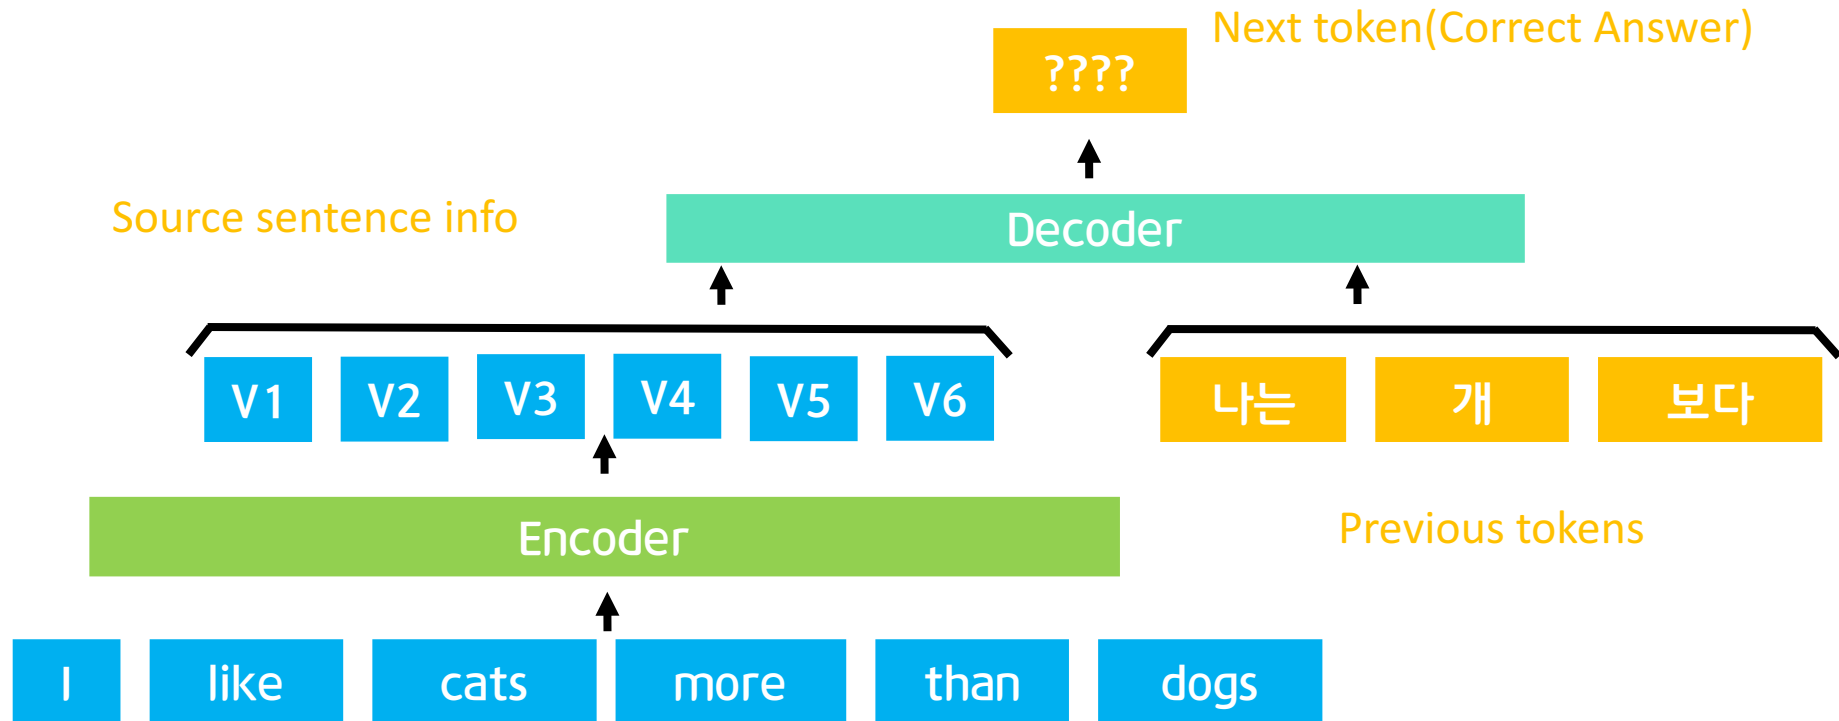 Next token(Correct Answer)
????
Source sentence info
Decoder
V1 V2 V3 V4 V5 V6
나는 개 보다
Encoder
Previous tokens
I like cats more than dogs